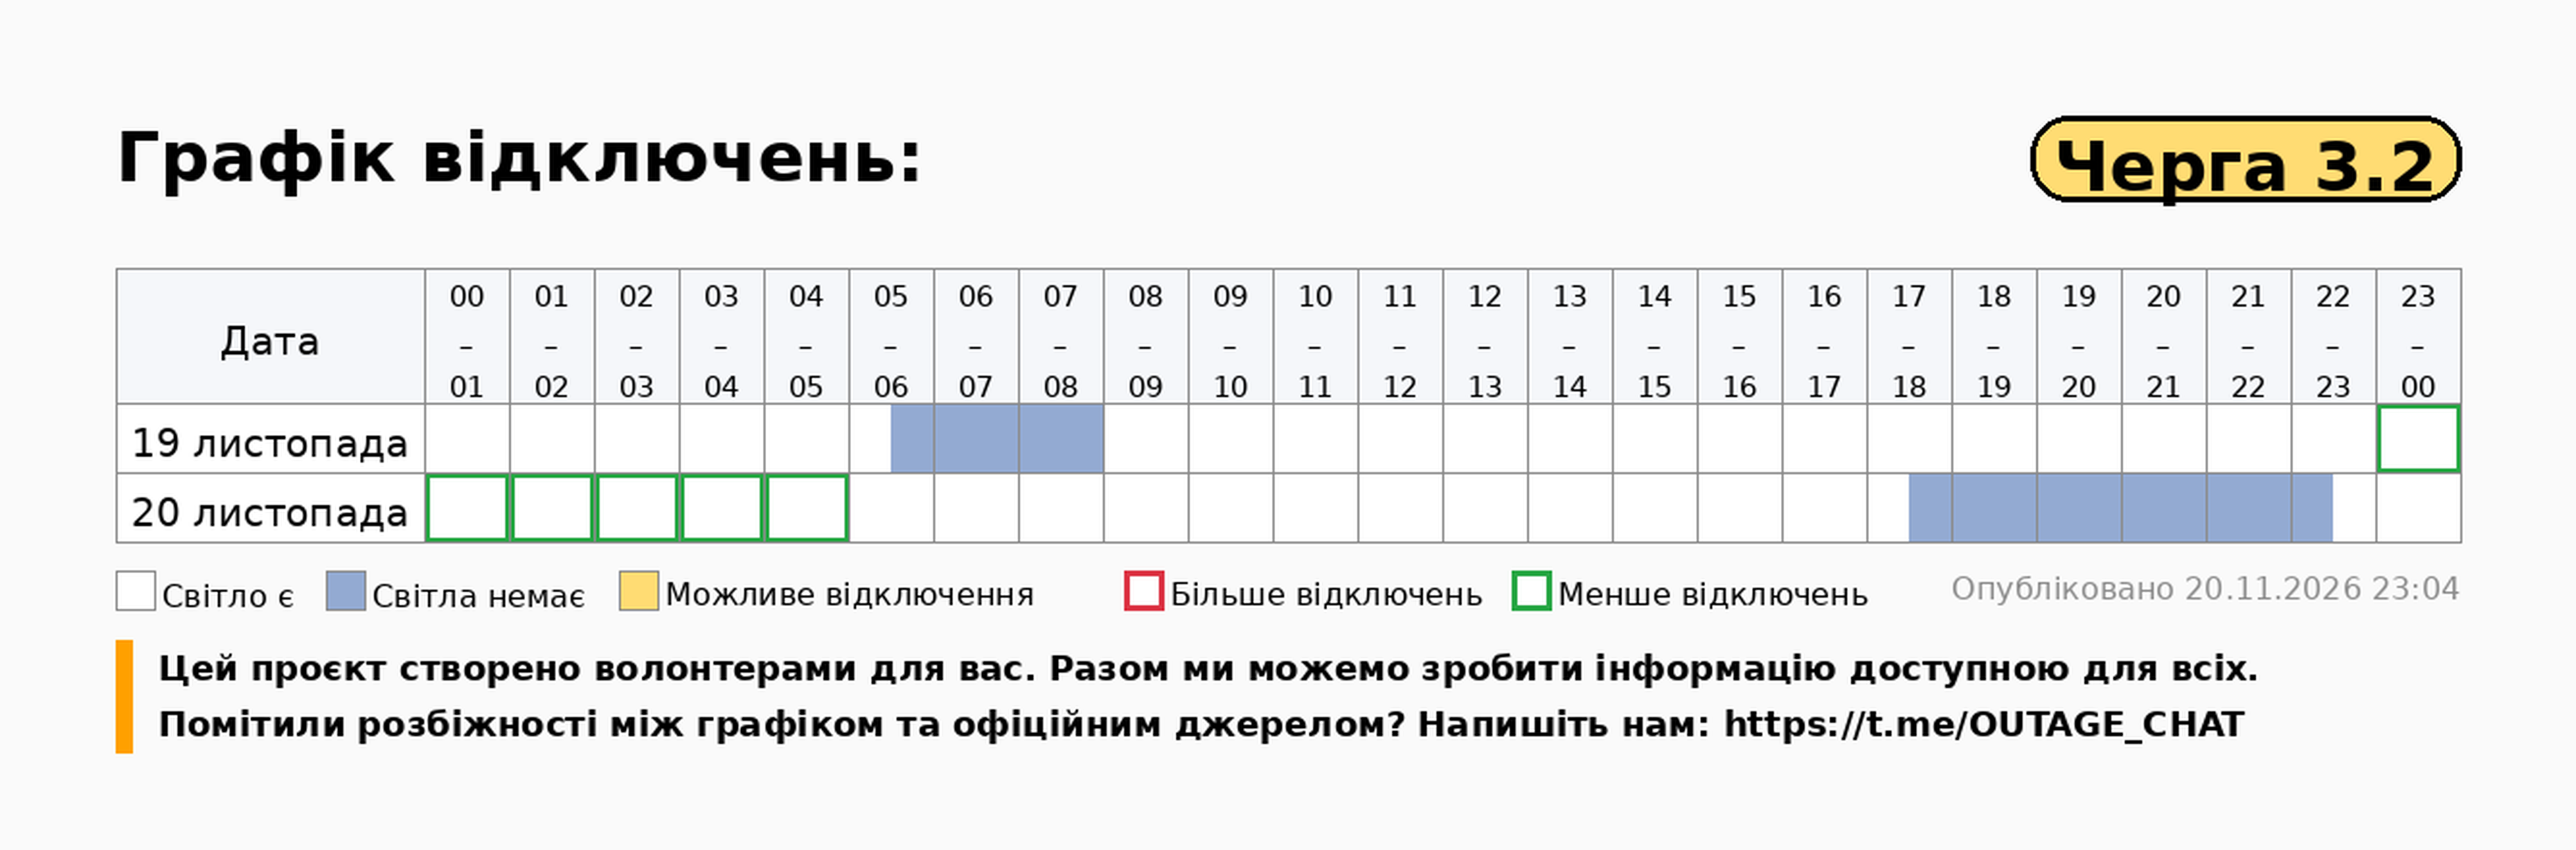 Графік відключень:
Черга 3.2
Дата
00 – 01
01 – 02
02 – 03
03 – 04
04 – 05
05 – 06
06 – 07
07 – 08
08 – 09
09 – 10
10 – 11
11 – 12
12 – 13
13 – 14
14 – 15
15 – 16
16 – 17
17 – 18
18 – 19
19 – 20
20 – 21
21 – 22
22 – 23
23 – 00
19 листопада
20 листопада
Світло є
Світла немає
Можливе відключення
Більше відключень
Менше відключень
Опубліковано 20.11.2026 23:04
Цей проєкт створено волонтерами для вас. Разом ми можемо зробити інформацію доступною для всіх.
Помітили розбіжності між графіком та офіційним джерелом? Напишіть нам: https://t.me/OUTAGE_CHAT